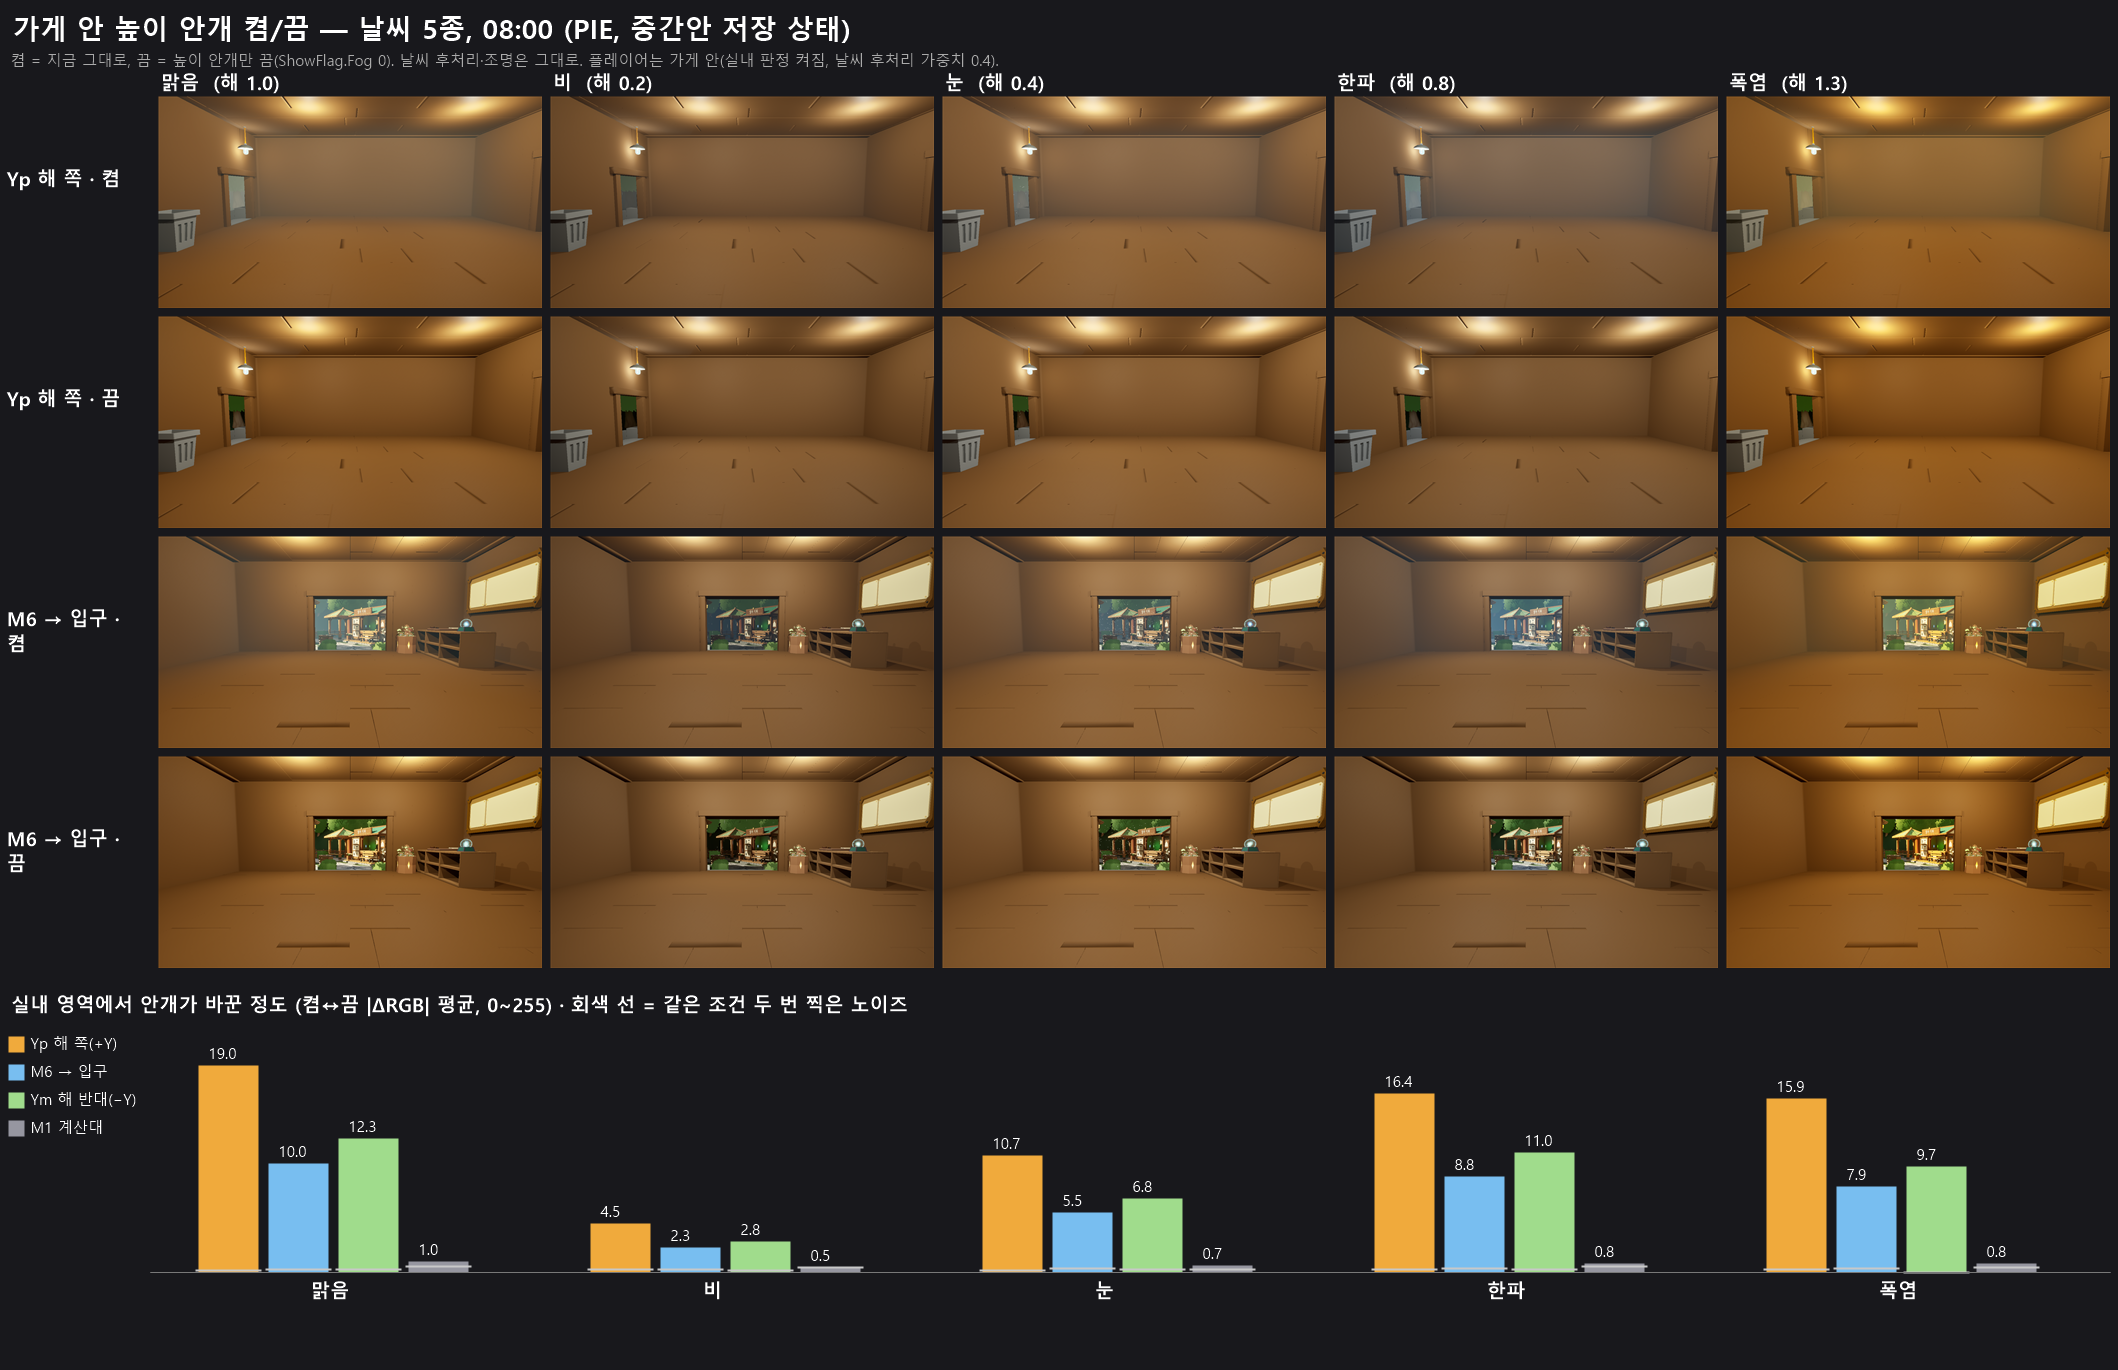 가게 안 높이 안개 켬/끔 — 날씨 5종, 08:00 (PIE, 중간안 저장 상태)
켬 = 지금 그대로, 끔 = 높이 안개만 끔(ShowFlag.Fog 0). 날씨 후처리·조명은 그대로. 플레이어는 가게 안(실내 판정 켜짐, 날씨 후처리 가중치 0.4).
맑음 (해 1.0)
비 (해 0.2)
눈 (해 0.4)
한파 (해 0.8)
폭염 (해 1.3)
Yp 해 쪽 · 켬
Yp 해 쪽 · 끔
M6 → 입구 ·
켬
M6 → 입구 ·
끔
실내 영역에서 안개가 바꾼 정도 (켬↔끔 |ΔRGB| 평균, 0~255) · 회색 선 = 같은 조건 두 번 찍은 노이즈
Yp 해 쪽(+Y)
M6 → 입구
Ym 해 반대(−Y)
M1 계산대
19.0
10.0
12.3
1.0
4.5
2.3
2.8
0.5
10.7
5.5
6.8
0.7
16.4
8.8
11.0
0.8
15.9
7.9
9.7
0.8
맑음
비
눈
한파
폭염